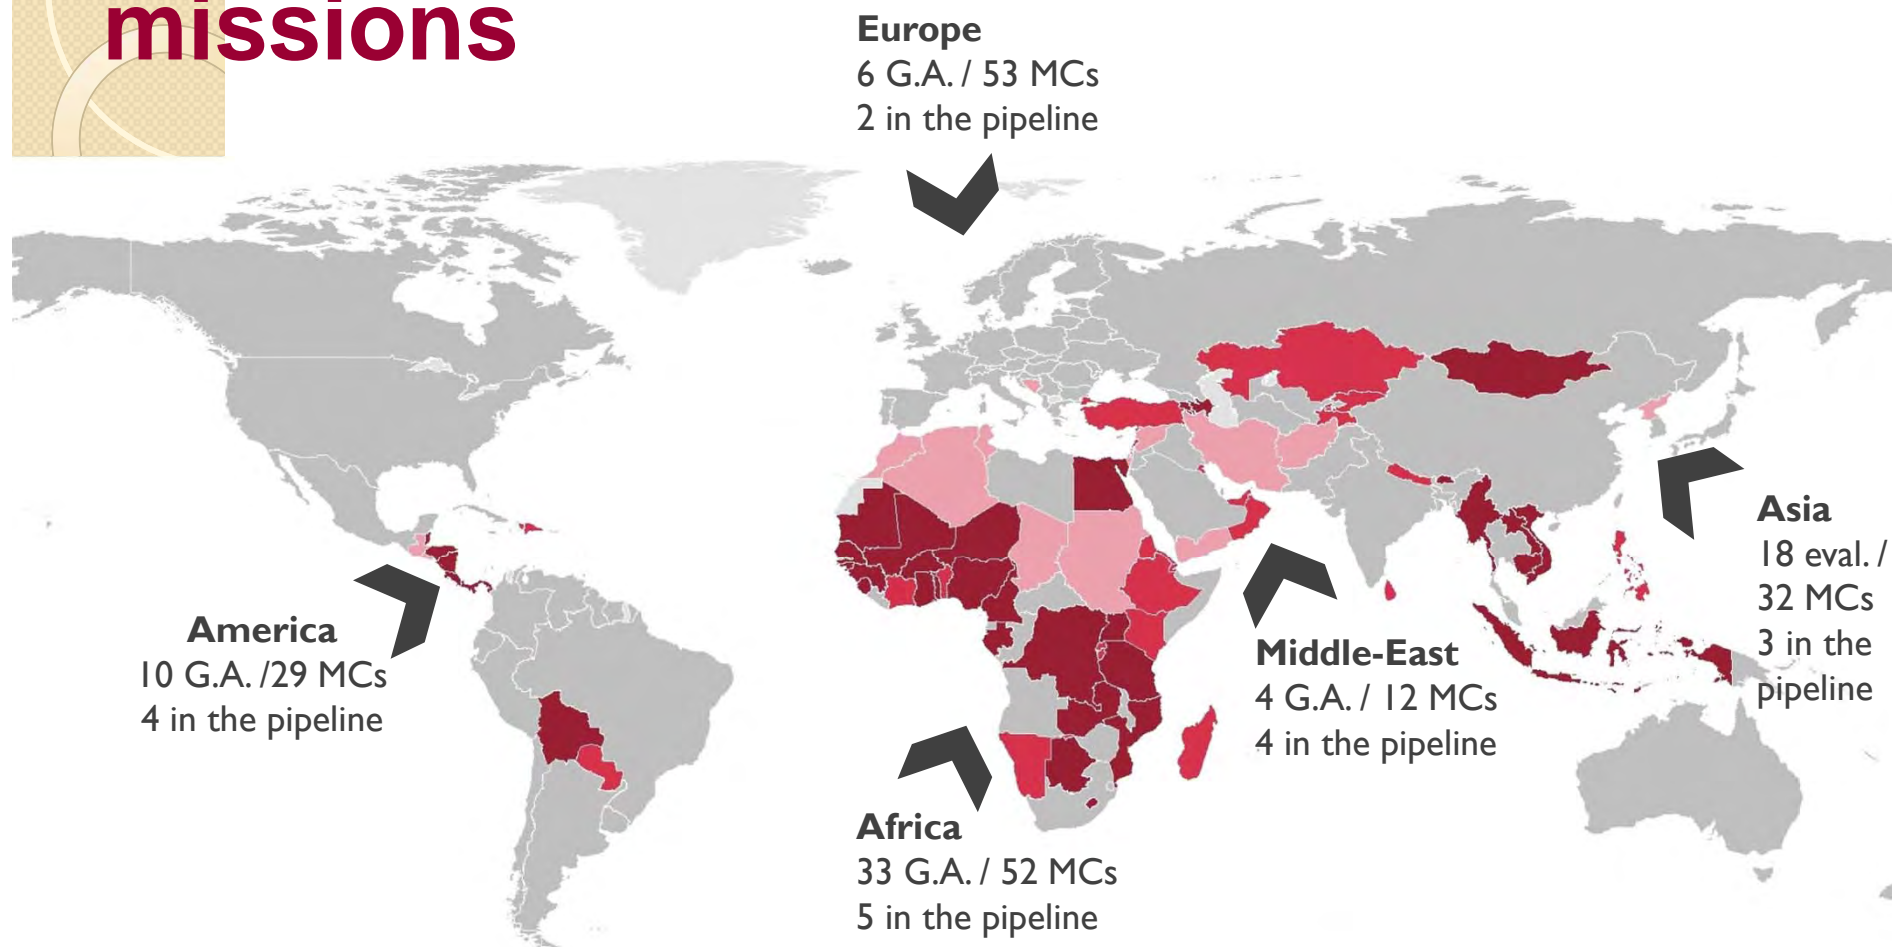 missions
Europe
6 G.A. / 53 MCs
2 in the pipeline
America
10 G.A. /29 MCs
4 in the pipeline
Africa
33 G.A. / 52 MCs
5 in the pipeline
Middle-East
4 G.A. / 12 MCs
4 in the pipeline
Asia
18 eval. /
32 MCs
3 in the
pipeline